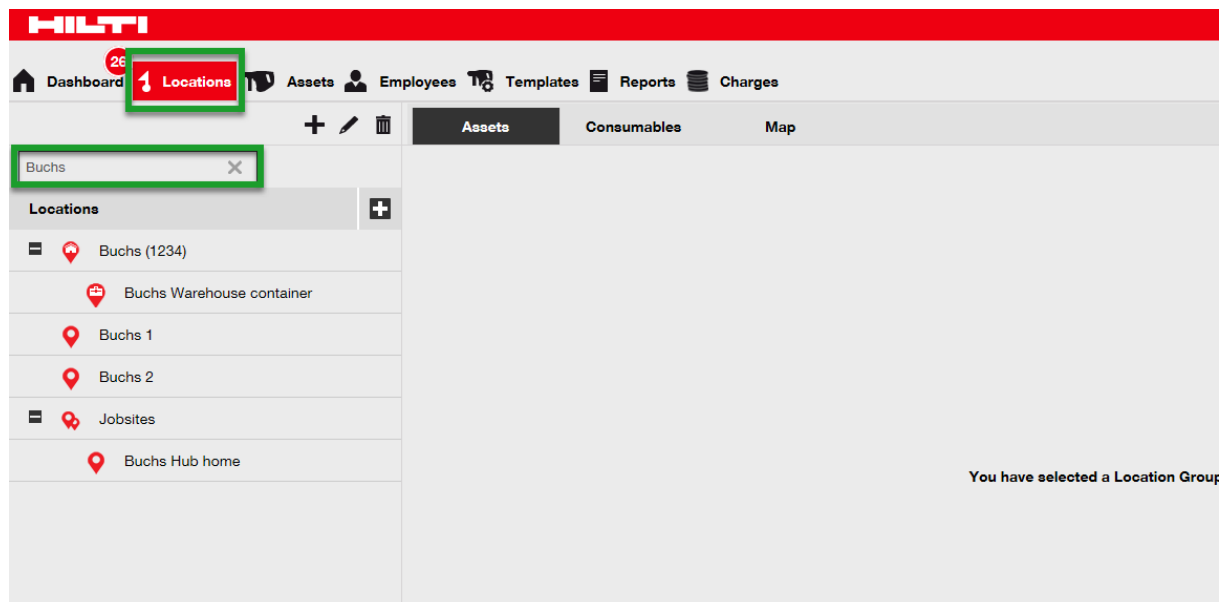 HILTI
26
Dashboard Locations Assets Employees Templates Reports Charges
Assets Consumables Map
Buchs
Locations
Buchs (1234)
Buchs Warehouse container
Buchs 1
Buchs 2
Jobsites
Buchs Hub home
You have selected a Location Group